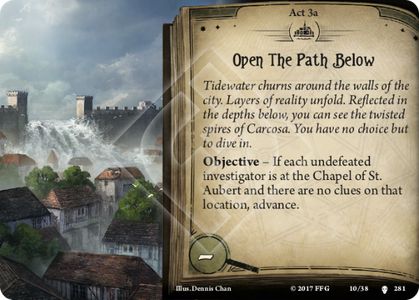 Act 3a
Open The Path Below
Tidewater churns around the walls of the
city. Layers of reality unfold. Reflected in
the depths below, you can see the twisted
spires of Carcosa. You have no choice but
to dive in.
Objective – If each undefeated
investigator is at the Chapel of St.
Aubert and there are no clues on that
location, advance.
–
Illus. Dennis Chan © 2017 FFG 10/38 281